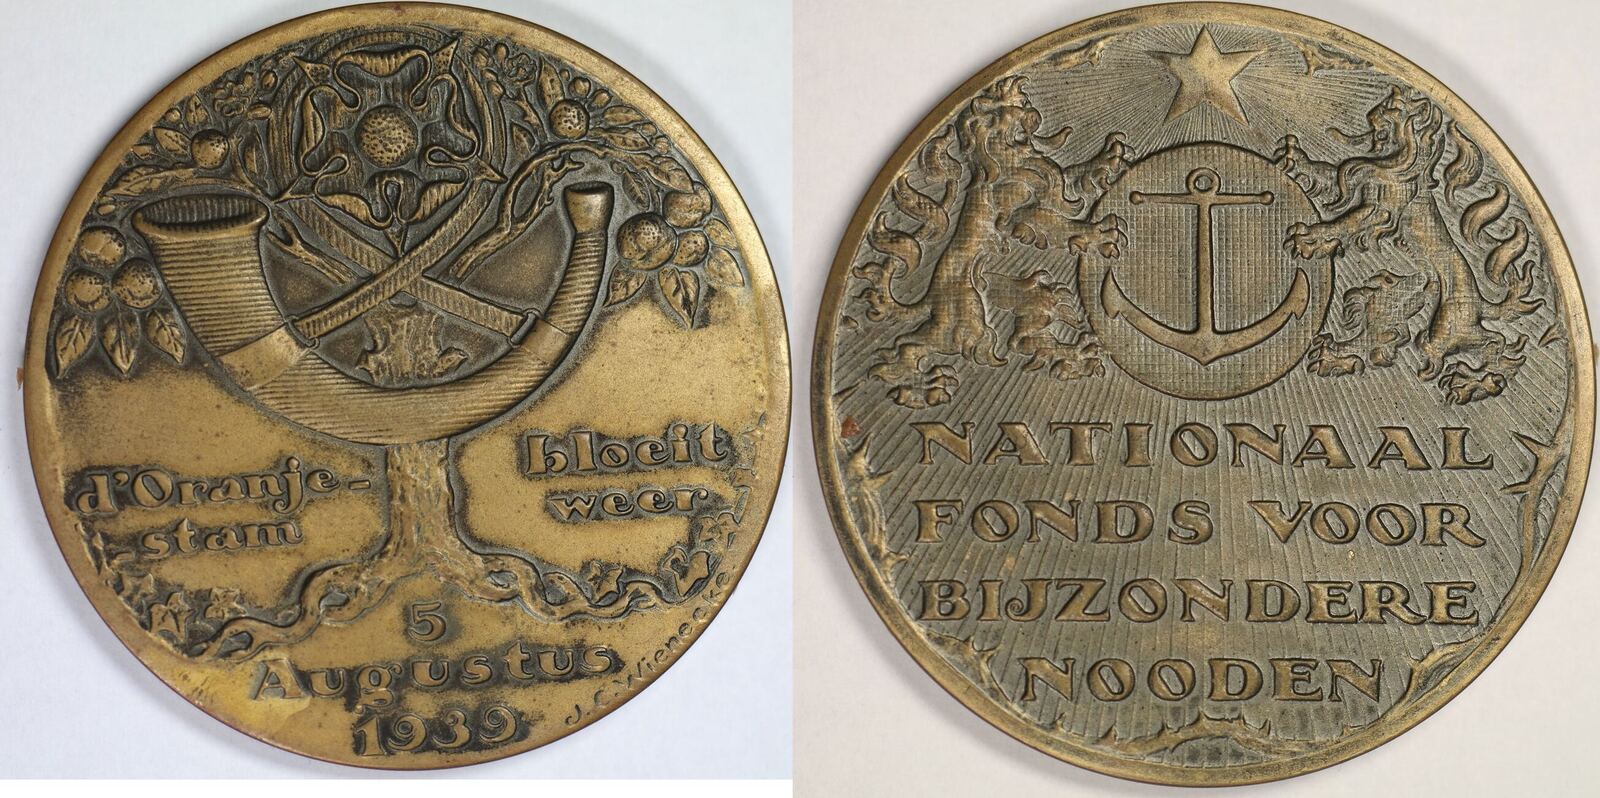 d'Oranje-
stam
bloeit
weer
5
Augustus
1939
J.C. Wienecke.
NATIONAAL
FONDS VOOR
BIJZONDERE
NOODEN